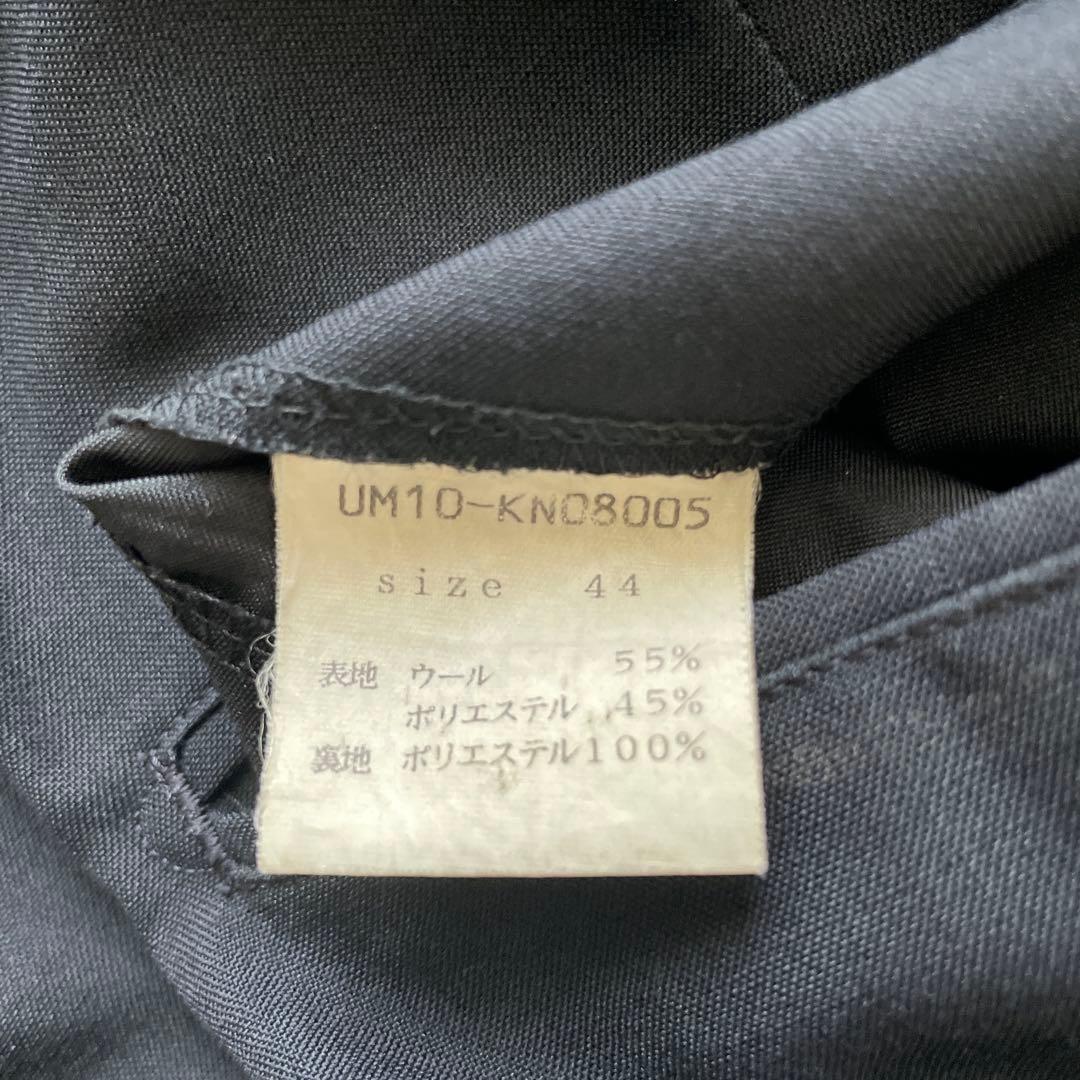 UM10-KN08005
size 44
表地 ウール 55%
ポリエステル 45%
裏地 ポリエステル100%